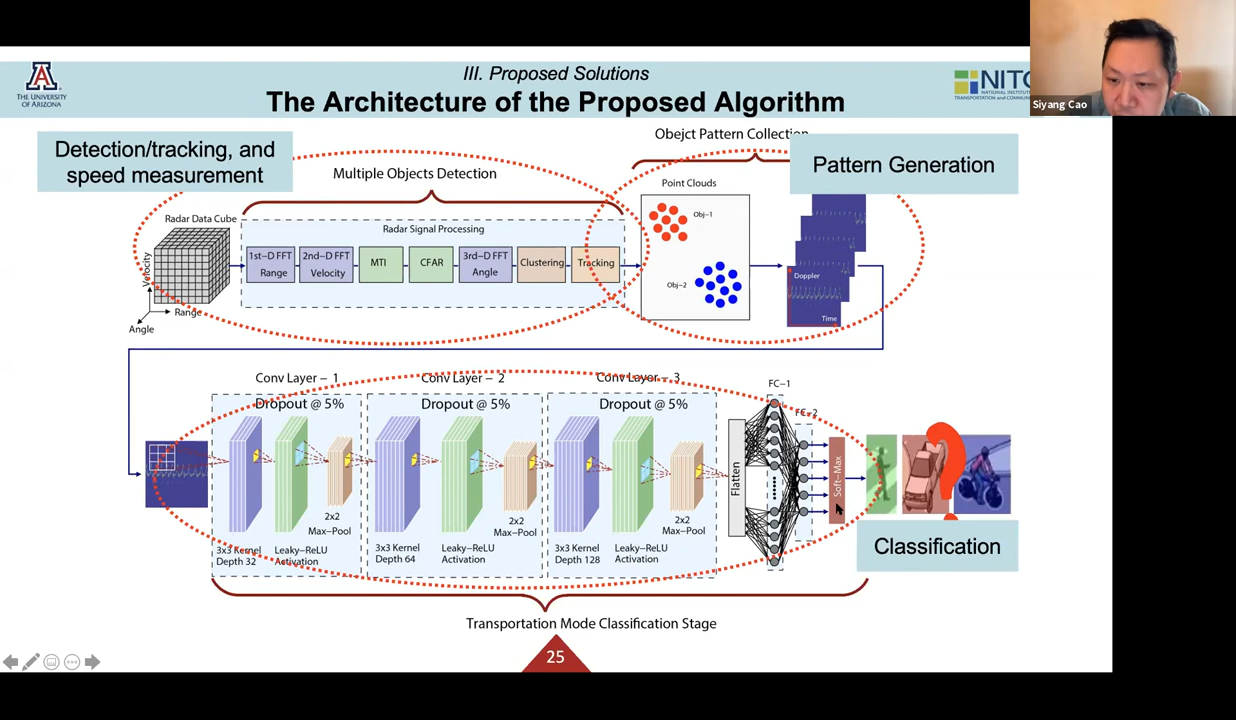 III. Proposed Solutions
The Architecture of the Proposed Algorithm
A
THE UNIVERSITY
OF ARIZONA
NITC
Siyang Cao
Detection/tracking, and
speed measurement
Multiple Objects Detection
Obejct Pattern Collection
Pattern Generation
Radar Data Cube
Velocity
Range
Angle
Radar Signal Processing
1st-D FFT
Range
2nd-D FFT
Velocity
MTI
CFAR
3rd-D FFT
Angle
Clustering
Tracking
Point Clouds
Obj-1
Obj-2
Doppler
Time
Conv Layer - 1
Dropout @ 5%
3x3 Kernel
Depth 32
Leaky-ReLU
Activation
2x2
Max-Pool
Conv Layer - 2
Dropout @ 5%
3x3 Kernel
Depth 64
Leaky-ReLU
Activation
2x2
Max-Pool
Conv Layer - 3
Dropout @ 5%
3x3 Kernel
Depth 128
Leaky-ReLU
Activation
2x2
Max-Pool
Flatten
FC-1
FC-2
Soft-Max
?
Classification
Transportation Mode Classification Stage
25